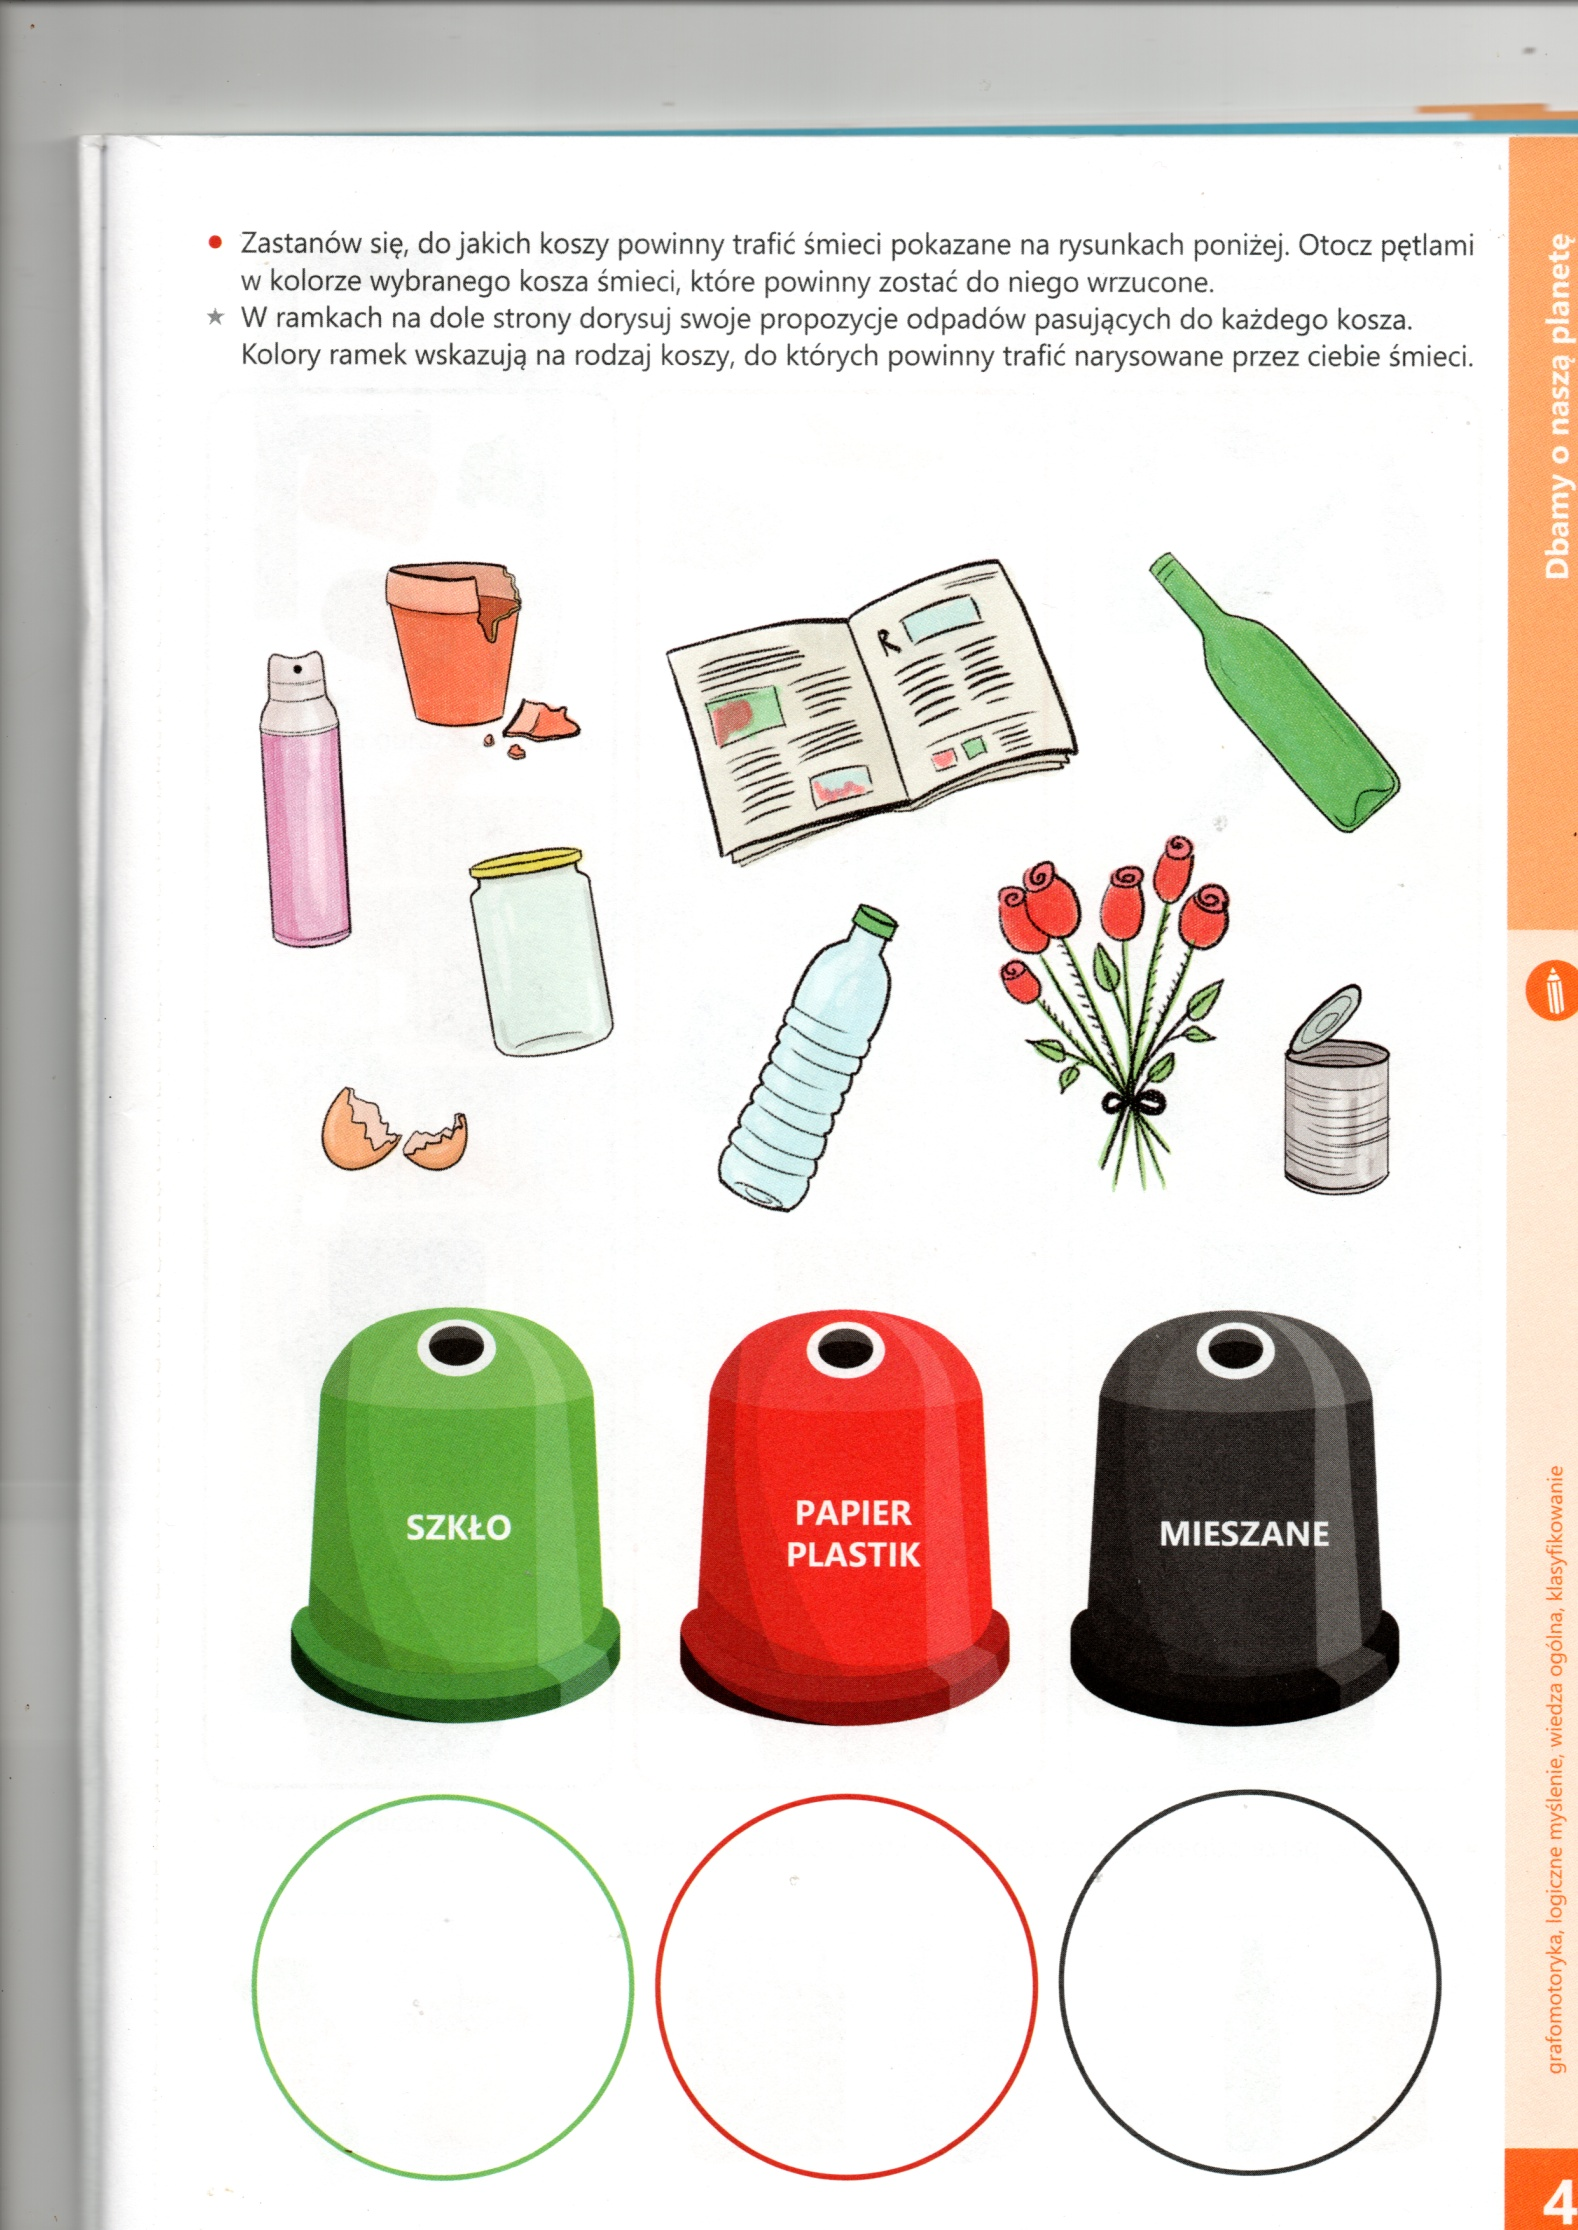 • Zastanów się, do jakich koszy powinny trafić śmieci pokazane na rysunkach poniżej. Otocz pętlami
w kolorze wybranego kosza śmieci, które powinny zostać do niego wrzucone.
★ W ramkach na dole strony dorysuj swoje propozycje odpadów pasujących do każdego kosza.
Kolory ramek wskazują na rodzaj koszy, do których powinny trafić narysowane przez ciebie śmieci.
Dbamy o naszą planetę
R
SZKŁO
PAPIER
PLASTIK
MIESZANE
grafomotoryka, logiczne myślenie, wiedza ogólna, klasyfikowanie
4